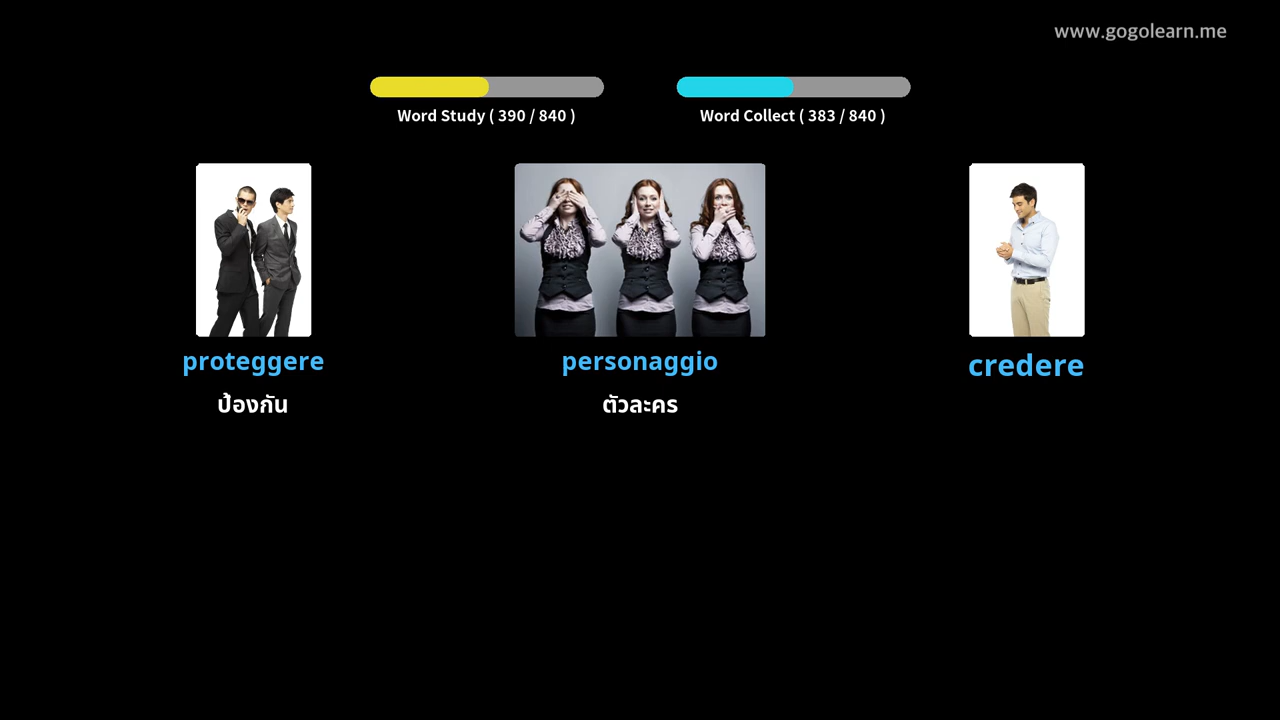 www.gogolearn.me
Word Study ( 390 / 840 )
Word Collect ( 383 / 840 )
proteggere
personaggio
credere
ป้องกัน
ตัวละคร